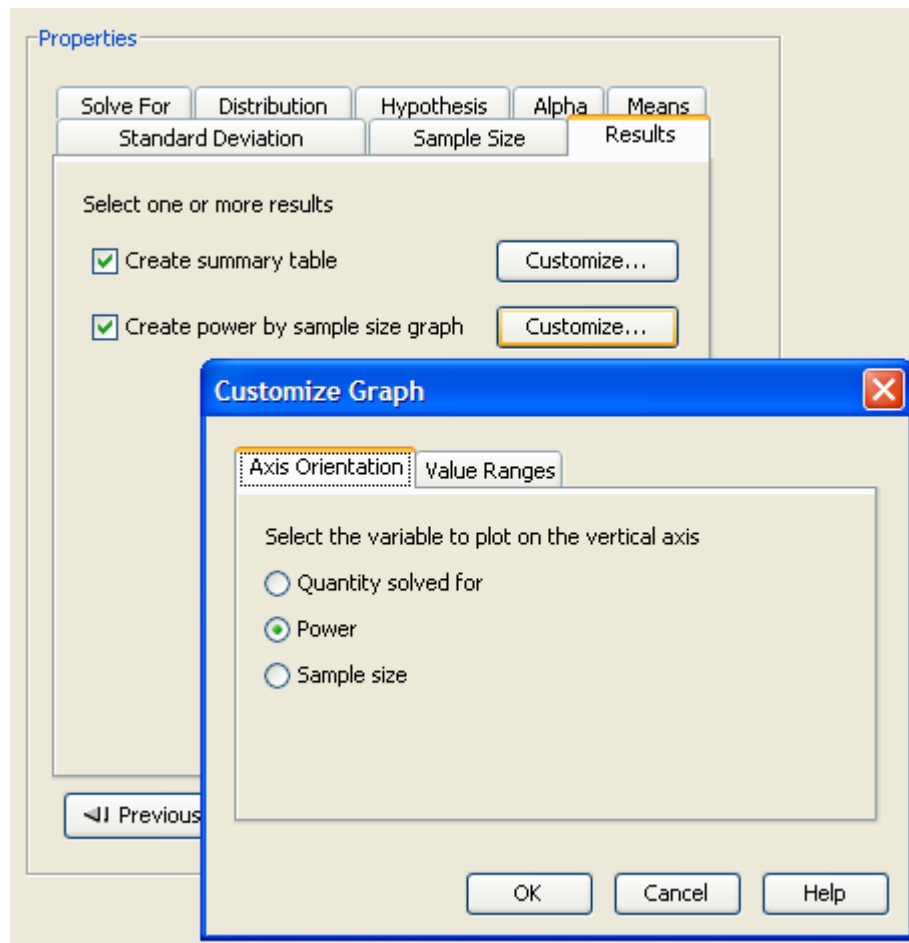 Properties
Solve For Distribution Hypothesis Alpha Means
Standard Deviation Sample Size Results
Select one or more results
Create summary table Customize...
Create power by sample size graph Customize...
Customize Graph
Axis Orientation Value Ranges
Select the variable to plot on the vertical axis
Quantity solved for
Power
Sample size
Previous
OK Cancel Help